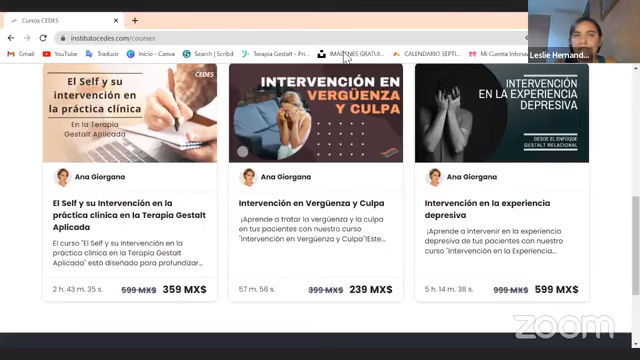 Cursos CEDES
institutocedes.com/courses
Gmail
YouTube
Traducir
Inicio - Canva
Search | Scribd
Terapia Gestalt - Pri...
IMÁGENES GRATUI...
CALENDARIO SEPTI...
Mi Cuenta Infonav
Leslie Hernand...
El Self y su
intervención en
la práctica clínica
En la Terapia
Gestalt Aplicada
CEDES
INTERVENCIÓN EN
VERGÜENZA
Y CULPA
INTERVENCIÓN
EN LA EXPERIENCIA
DEPRESIVA
DESDE EL ENFOQUE
GESTALT RELACIONAL
Ana Giorgana
Ana Giorgana
Ana Giorgana
El Self y su Intervención en la
práctica clínica en la Terapia Gestalt
Aplicada
El curso "El Self y su Intervención en la
práctica clínica en la Terapia Gestalt
Aplicada" está diseñado para profundizar...
2 h. 43 m. 35 s.
599 MX$ 359 MX$
Intervención en Vergüenza y Culpa
¡Aprende a tratar la vergüenza y la culpa
en tus pacientes con nuestro curso
"Intervención en Vergüenza y Culpa"!Este...
57 m. 56 s.
399 MX$ 239 MX$
Intervención en la experiencia
depresiva
¡Aprende a intervenir en la experiencia
depresiva de tus pacientes con nuestro
curso "Intervención en la Experiencia...
5 h. 14 m. 38 s.
999 MX$ 599 MX$
zoom